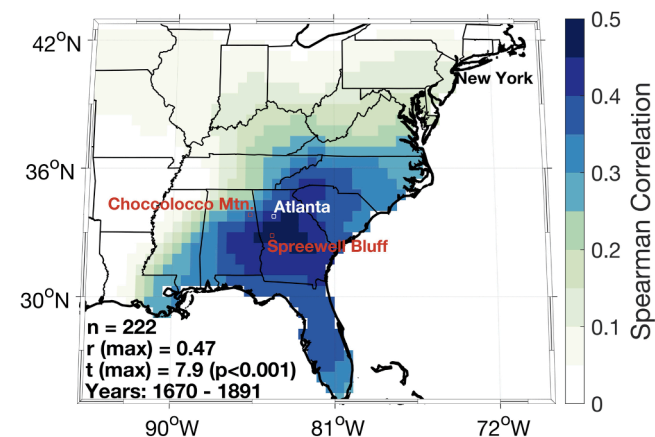 42°N
36°N
30°N
New York
Choccolocco Mtn.
Atlanta
Spreewell Bluff
n = 222
r (max) = 0.47
t (max) = 7.9 (p<0.001)
Years: 1670 - 1891
90°W
81°W
72°W
0.5
0.4
0.3
0.2
0.1
0
Spearman Correlation